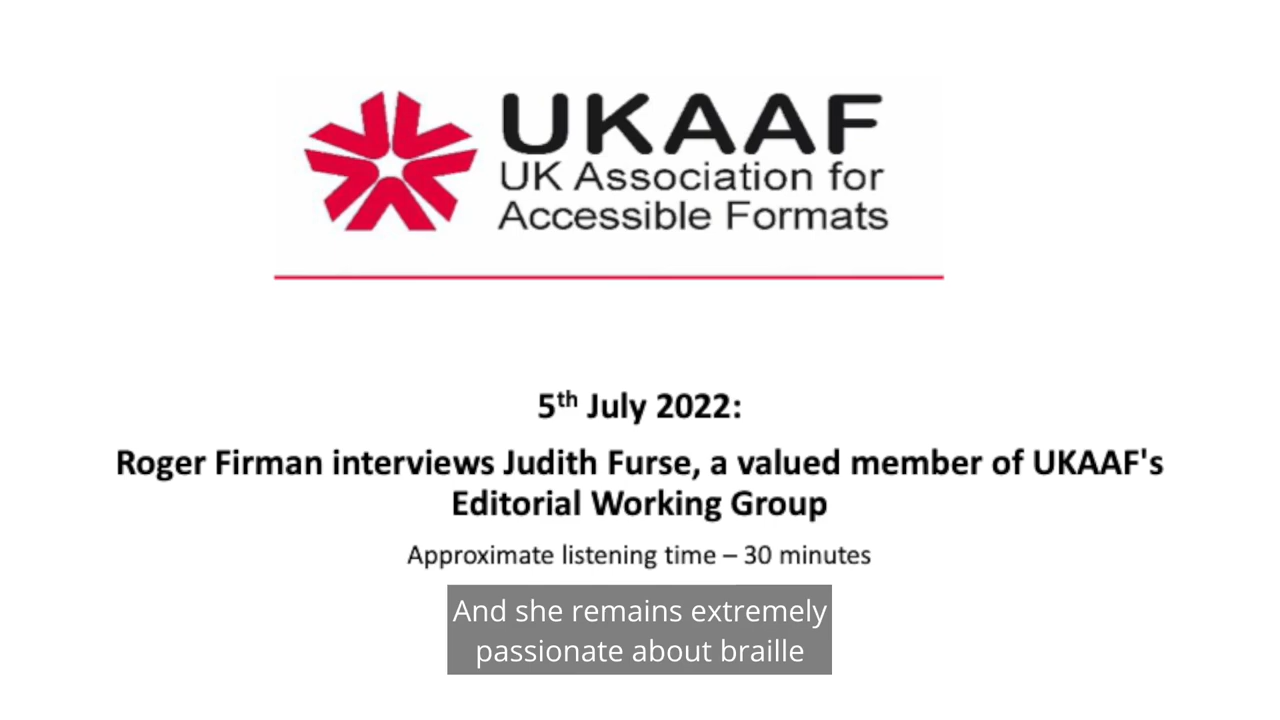 UKAAF
UK Association for
Accessible Formats
5th July 2022:
Roger Firman interviews Judith Furse, a valued member of UKAAF's
Editorial Working Group
Approximate listening time – 30 minutes
And she remains extremely
passionate about braille